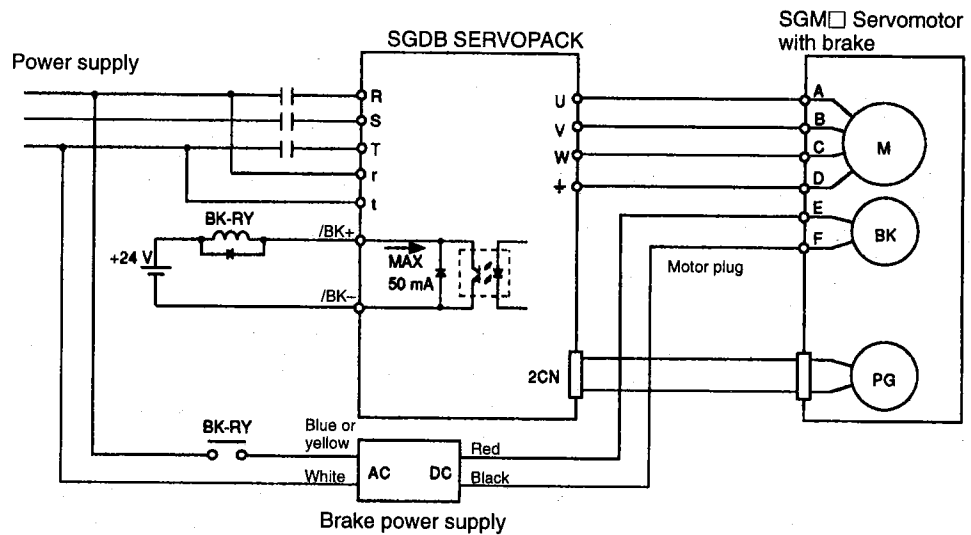 SGM□ Servomotor
with brake
SGDB SERVOPACK
Power supply
R
S
T
r
t
U
V
W
A
B
C
D
E
F
M
BK
BK-RY
/BK+
+24 V
MAX
50 mA
/BK–
Motor plug
2CN
PG
BK-RY
Blue or
yellow
White
AC DC
Red
Black
Brake power supply